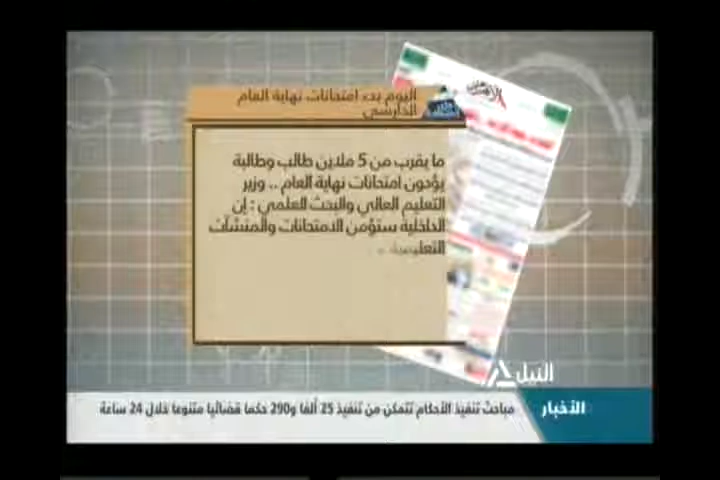 اليوم بدء امتحانات نهاية العام
الدارسي
ما يقرب من 5 ملاين طالب وطالبة
يؤدون امتحانات نهاية العام .. وزير
التعليم العالي والبحث العلمي : إن
الداخلية ستؤمن الامتحانات والمنشآت
التعليمية ..
النيل
الأخبار
مباحث تنفيذ الأحكام تتمكن من تنفيذ 25 ألفا و290 حكما قضائيا متنوعا خلال 24 ساعة